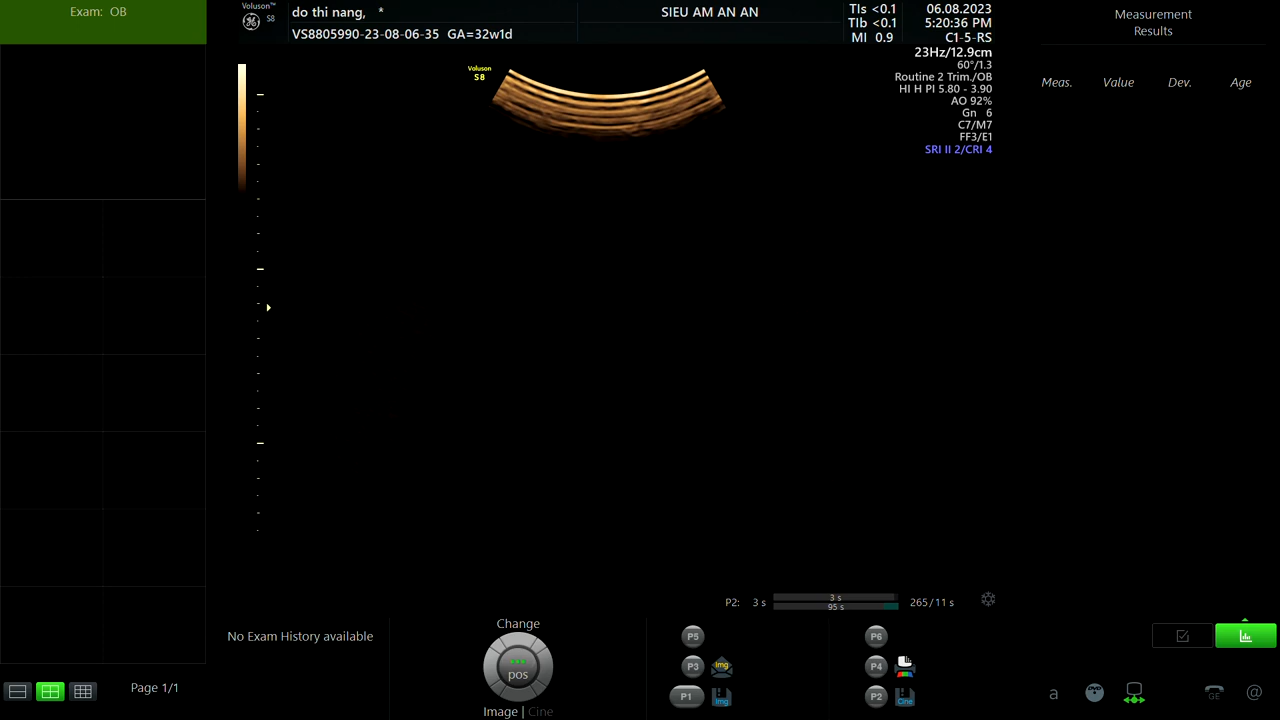 Exam: OB
Voluson™
S8
do thi nang, *
VS8805990-23-08-06-35 GA=32w1d
SIEU AM AN AN
TIs <0.1
TIb <0.1
MI 0.9
06.08.2023
5:20:36 PM
C1-5-RS
23Hz/12.9cm
60°/1.3
Routine 2 Trim./OB
HI H PI 5.80 - 3.90
AO 92%
Gn 6
C7/M7
FF3/E1
SRI II 2/CRI 4
Voluson
S8
Measurement
Results
Meas. Value Dev. Age
P2: 3 s
3 s
95 s
265/11 s
No Exam History available
Change
pos
Image | Cine
P5
P3 Img
P1 Img
P6
P4
P2 Cine
Page 1/1
a
GE
@